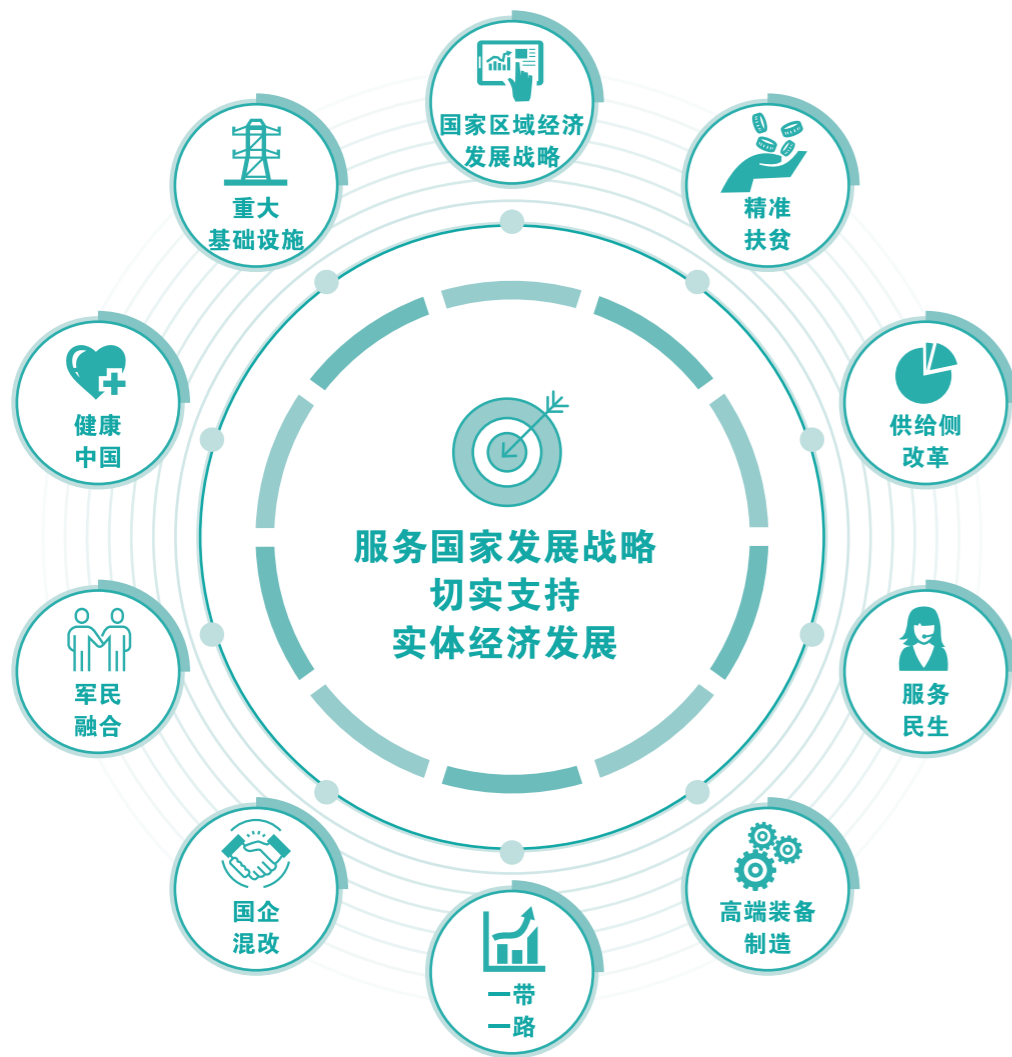 国家区域经济
发展战略
精准
扶贫
供给侧
改革
服务
民生
高端装备
制造
一带
一路
国企
混改
军民
融合
健康
中国
重大
基础设施
服务国家发展战略
切实支持
实体经济发展